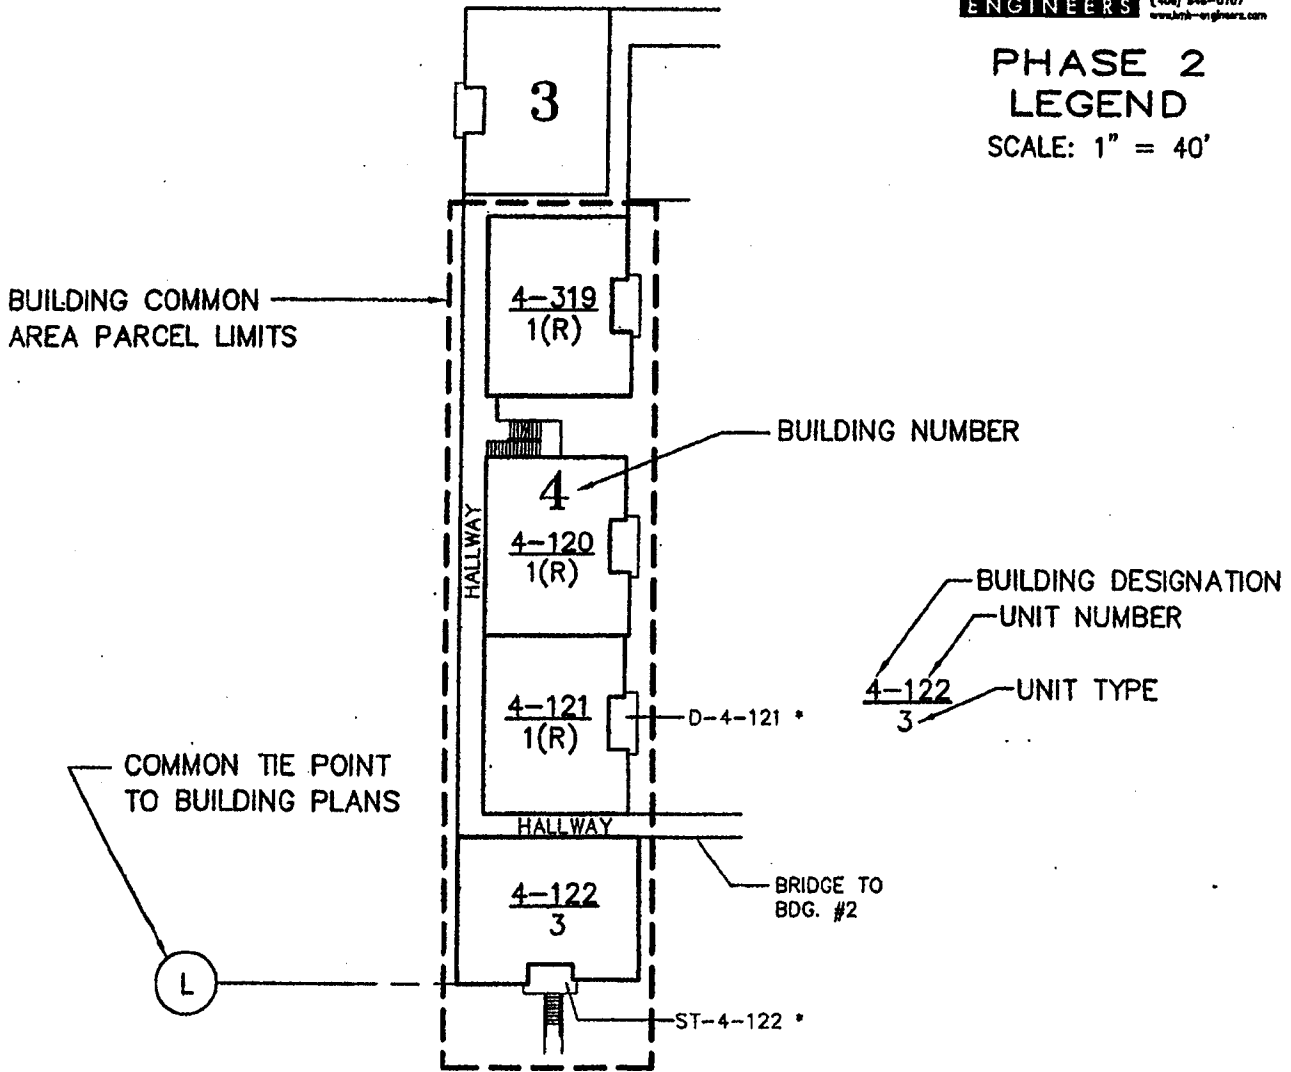 ENGINEERS
PHASE 2
LEGEND
SCALE: 1" = 40'
3
4-319
1(R)
BUILDING COMMON
AREA PARCEL LIMITS
BUILDING NUMBER
4
HALLWAY
4-120
1(R)
BUILDING DESIGNATION
UNIT NUMBER
4-122
3
UNIT TYPE
4-121
1(R)
D-4-121 *
COMMON TIE POINT
TO BUILDING PLANS
HALLWAY
4-122
3
BRIDGE TO
BDG. #2
L
ST-4-122 *